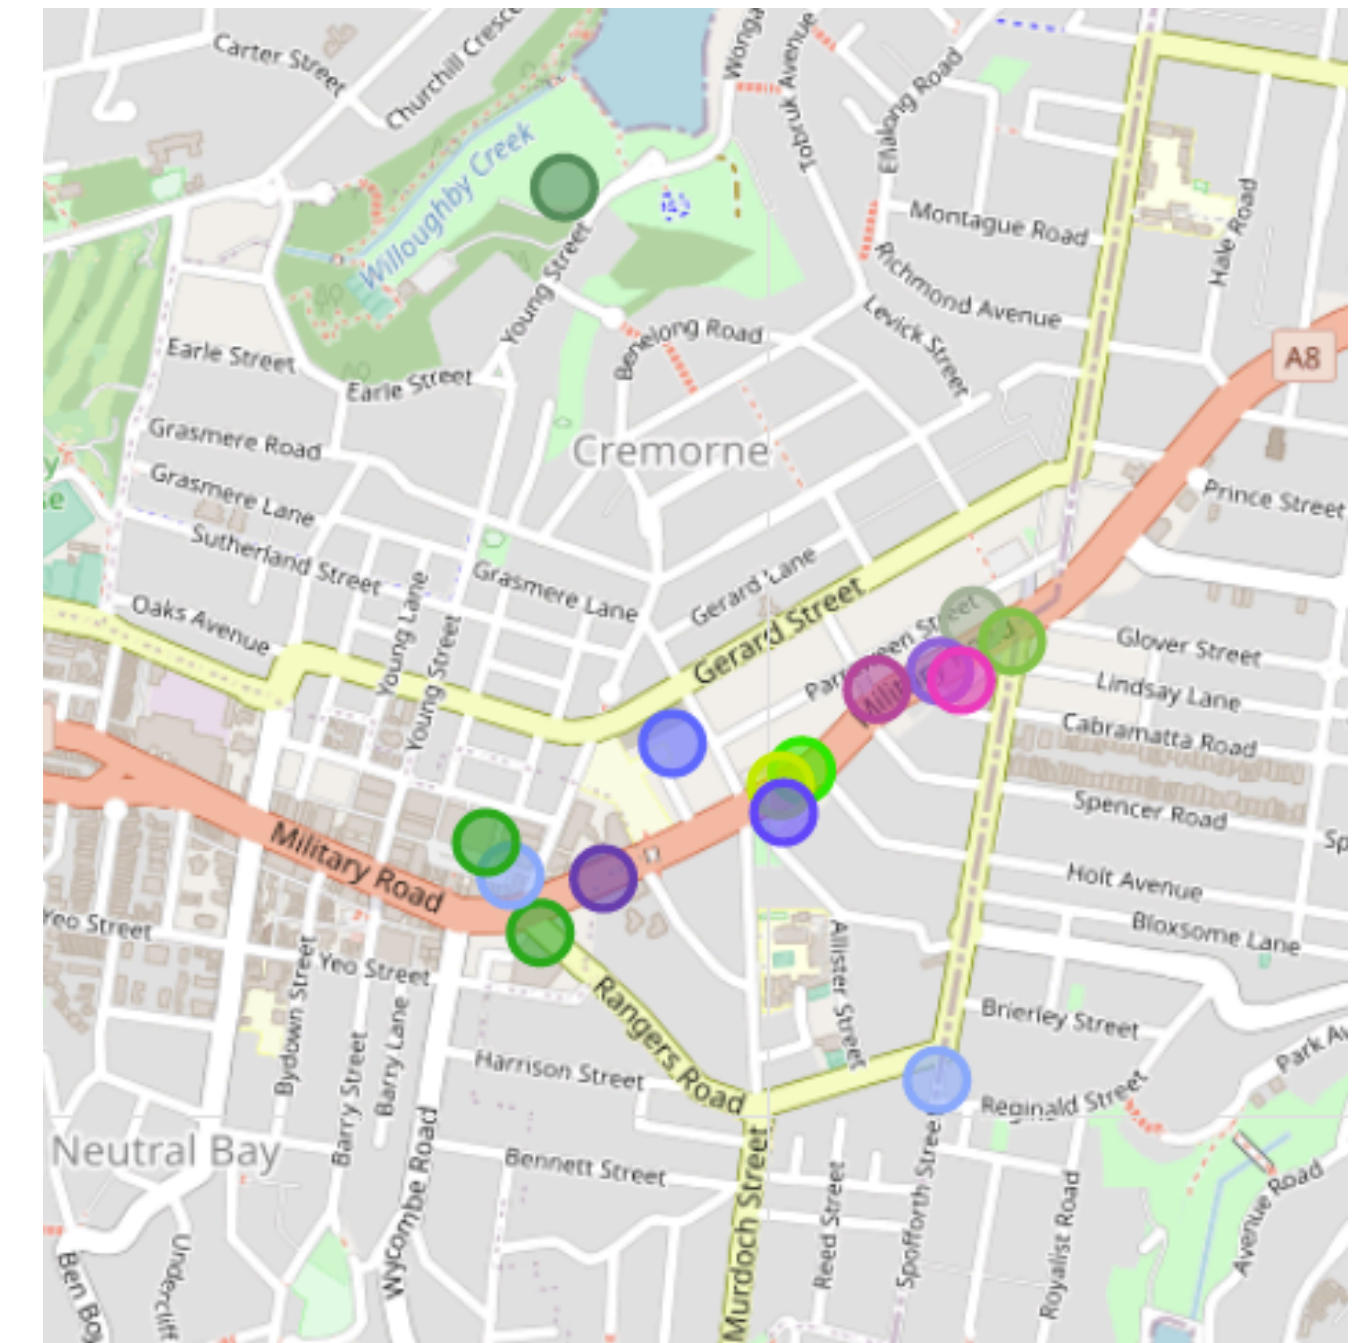 Carter Street
Churchill Cresce
Wonga
Tobruk Avenue
Ellalong Road
Willoughby Creek
Montague Road
Hale Road
Young Street
Richmond Avenue
Levick Street
Benelong Road
A8
Earle Street
Earle Street
Grasmere Road
Cremorne
Grasmere Lane
Prince Street
y
se
Sutherland Street
Grasmere Lane
Gerard Lane
Oaks Avenue
Young Lane
Young Street
Gerard Street
Glover Street
Lindsay Lane
Cabramatta Road
Spencer Road
Sp
Military Road
Holt Avenue
Bloxsome Lane
Yeo Street
Yeo Street
Allister Street
Bydown Street
Barry Lane
Barry Street
Rangers Road
Brierley Street
Park Av
Harrison Street
Reginald Street
Neutral Bay
Bennett Street
Wycombe Road
Murdoch Street
Reed Street
Spofforth Stree
Royalist Road
Avenue Road
Ben Boy
Undercliff